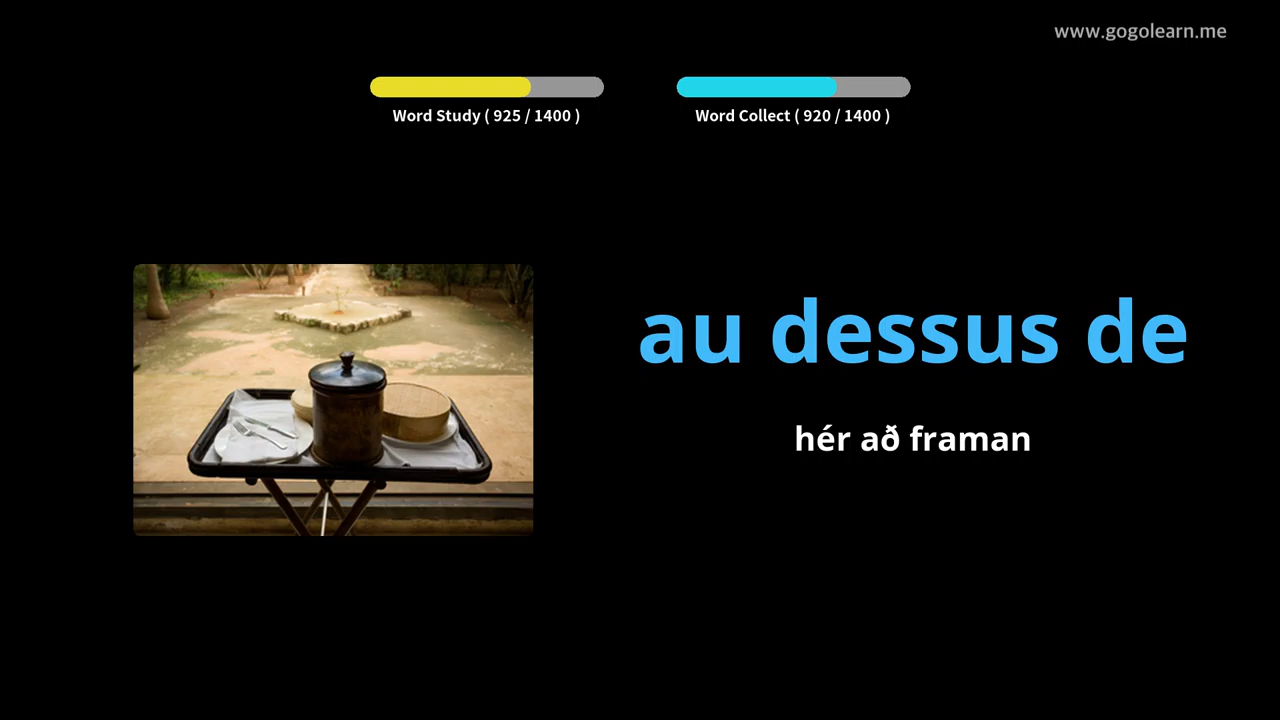 www.gogolearn.me
Word Study ( 925 / 1400 )
Word Collect ( 920 / 1400 )
au dessus de
hér að framan